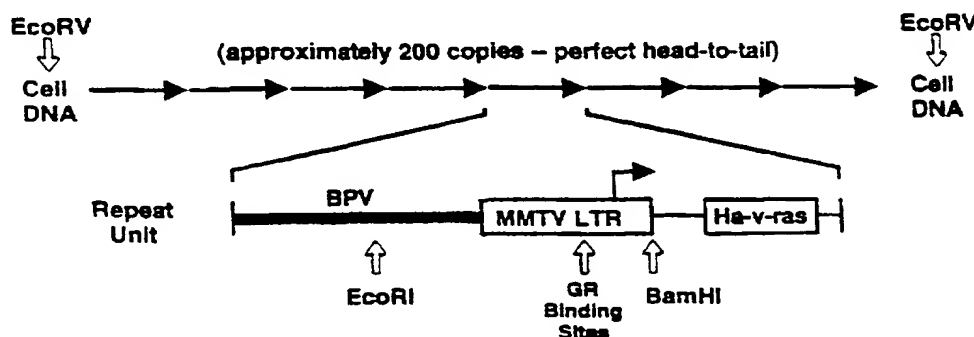 EcoRV
EcoRV
(approximately 200 copies – perfect head-to-tail)
Cell
DNA
Cell
DNA
Repeat
Unit
BPV
MMTV LTR
Ha-v-ras
EcoRI
GR
Binding
Sites
BamHI